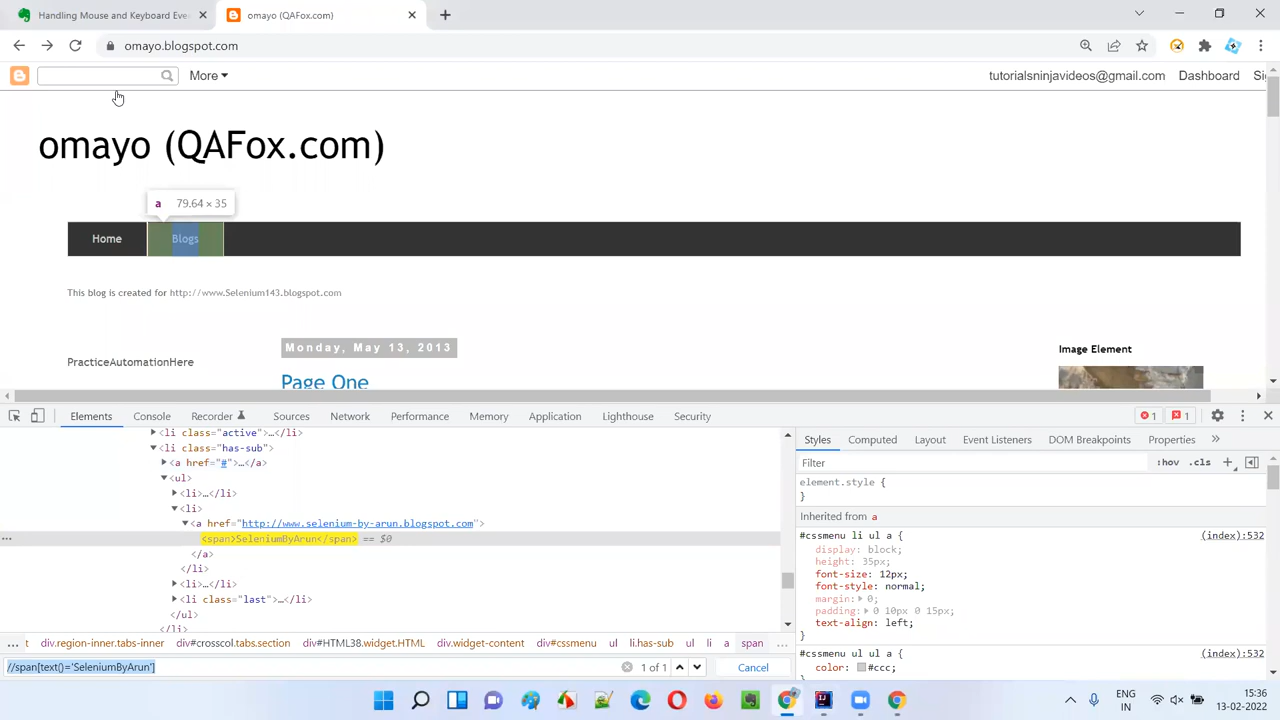 Handling Mouse and Keyboard Eve
omayo (QAFox.com)
omayo.blogspot.com
More
tutorialsninjavideos@gmail.com
Dashboard
omayo (QAFox.com)
a 79.64 × 35
Home
Blogs
This blog is created for http://www.Selenium143.blogspot.com
PracticeAutomationHere
Monday, May 13, 2013
Page One
Image Element
Elements
Console
Recorder
Sources
Network
Performance
Memory
Application
Lighthouse
Security
1
1
<li class="active">…</li>
<li class="has-sub">
<a href="#">…</a>
<ul>
<li>…</li>
<li>
<a href="http://www.selenium-by-arun.blogspot.com">
<span>SeleniumByArun</span> == $0
</a>
</li>
<li>…</li>
<li class="last">…</li>
</ul>
</li>
div.region-inner.tabs-inner
div#crosscol.tabs.section
div#HTML38.widget.HTML
div.widget-content
div#cssmenu
ul
li.has-sub
ul
li
a
span
//span[text()='SeleniumByArun']
1 of 1
Cancel
Styles
Computed
Layout
Event Listeners
DOM Breakpoints
Properties
Filter
:hov
.cls
element.style {
}
Inherited from a
#cssmenu li ul a { (index):532
display: block;
height: 35px;
font-size: 12px;
font-style: normal;
margin: 0;
padding: 0 10px 0 15px;
text-align: left;
}
#cssmenu ul ul a { (index):532
color: #ccc;
ENG
IN
15:36
13-02-2022